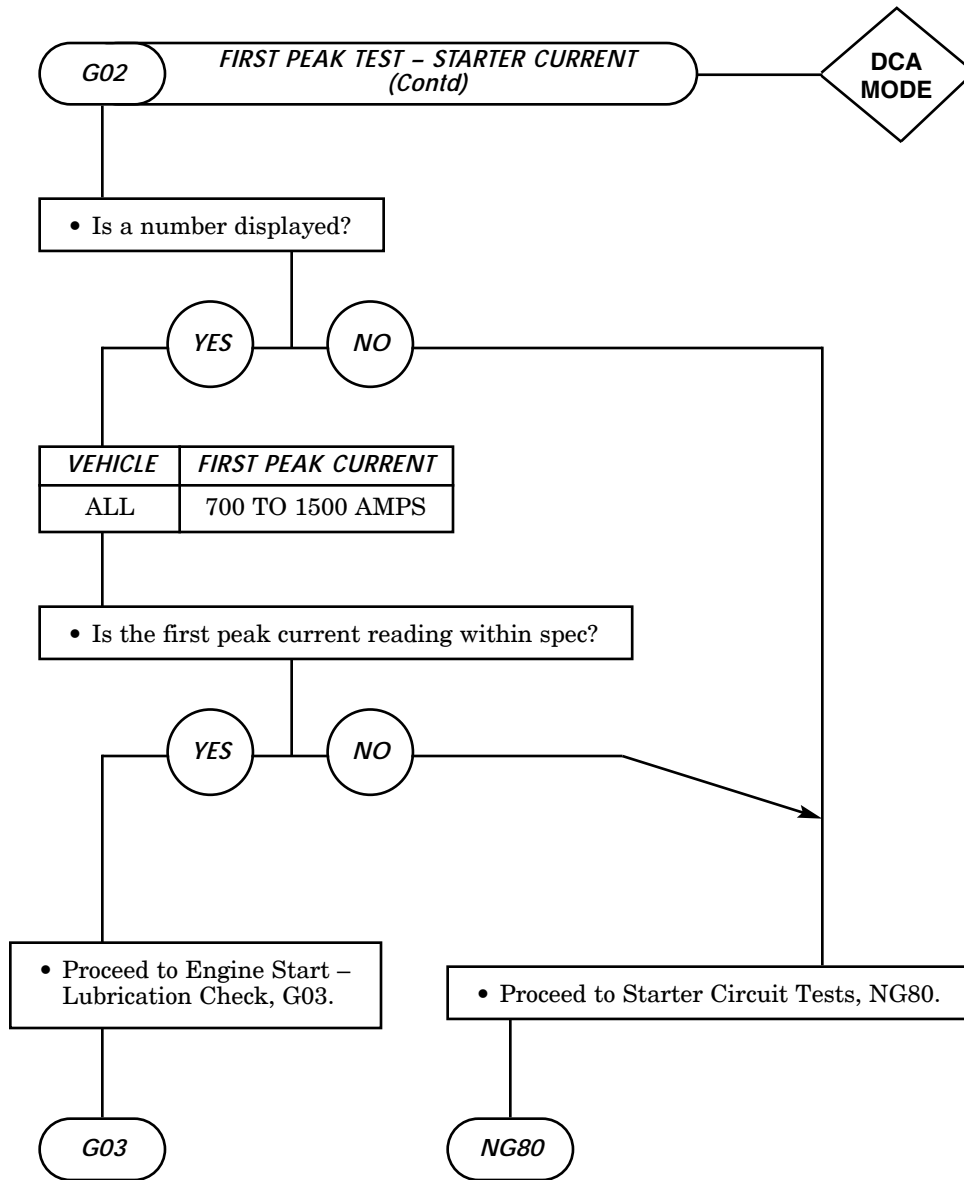 G02
FIRST PEAK TEST – STARTER CURRENT
(Contd)
DCA
MODE
• Is a number displayed?
YES
NO
VEHICLE FIRST PEAK CURRENT
ALL 700 TO 1500 AMPS
• Is the first peak current reading within spec?
YES
NO
• Proceed to Engine Start –
Lubrication Check, G03.
• Proceed to Starter Circuit Tests, NG80.
G03
NG80